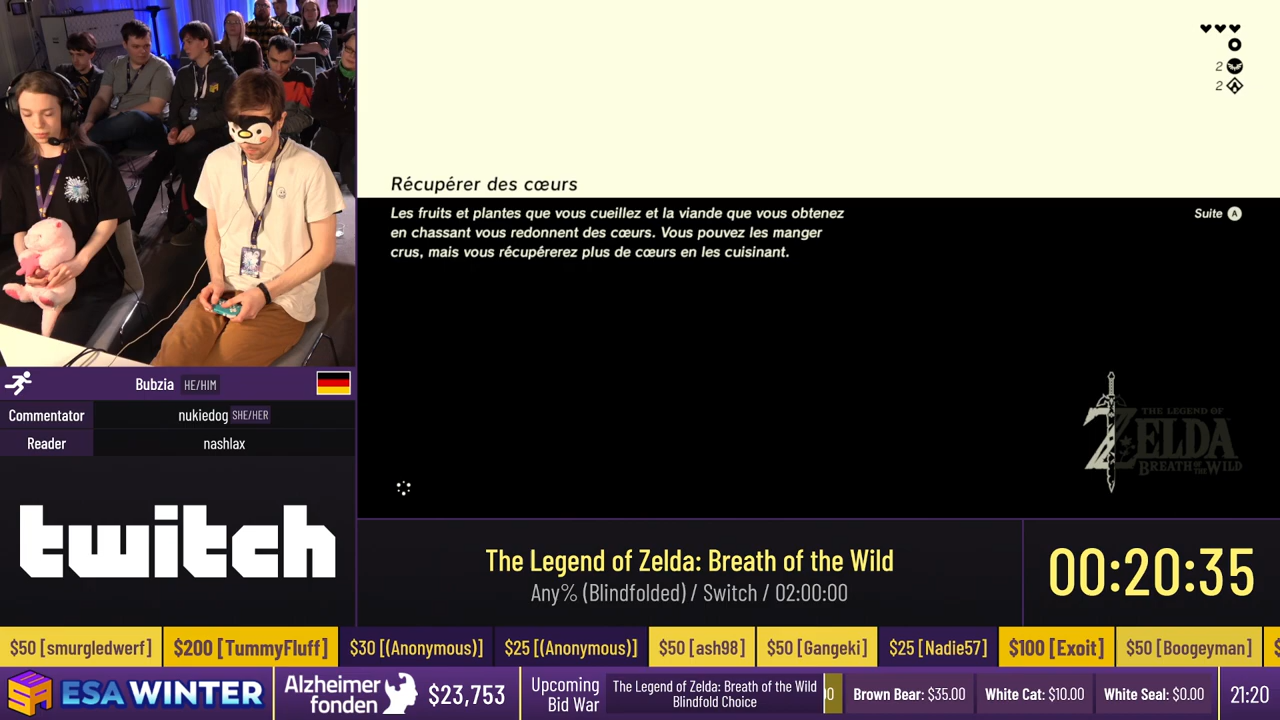 2
2
Récupérer des cœurs
Les fruits et plantes que vous cueillez et la viande que vous obtenez
en chassant vous redonnent des cœurs. Vous pouvez les manger
crus, mais vous récupérerez plus de cœurs en les cuisinant.
Suite A
THE LEGEND OF
ZELDA
BREATH OF THE WILD
Bubzia HE/HIM
Commentator nukiedog SHE/HER
Reader nashlax
twitch
The Legend of Zelda: Breath of the Wild
Any% (Blindfolded) / Switch / 02:00:00
00:20:35
$50 [smurgledwerf] $200 [TummyFluff] $30 [(Anonymous)] $25 [(Anonymous)] $50 [ash98] $50 [Gangeki] $25 [Nadie57] $100 [Exoit] $50 [Boogeyman]
ESA WINTER
Alzheimer
fonden
$23,753
Upcoming
Bid War
The Legend of Zelda: Breath of the Wild
Blindfold Choice
Brown Bear: $35.00 White Cat: $10.00 White Seal: $0.00
21:20